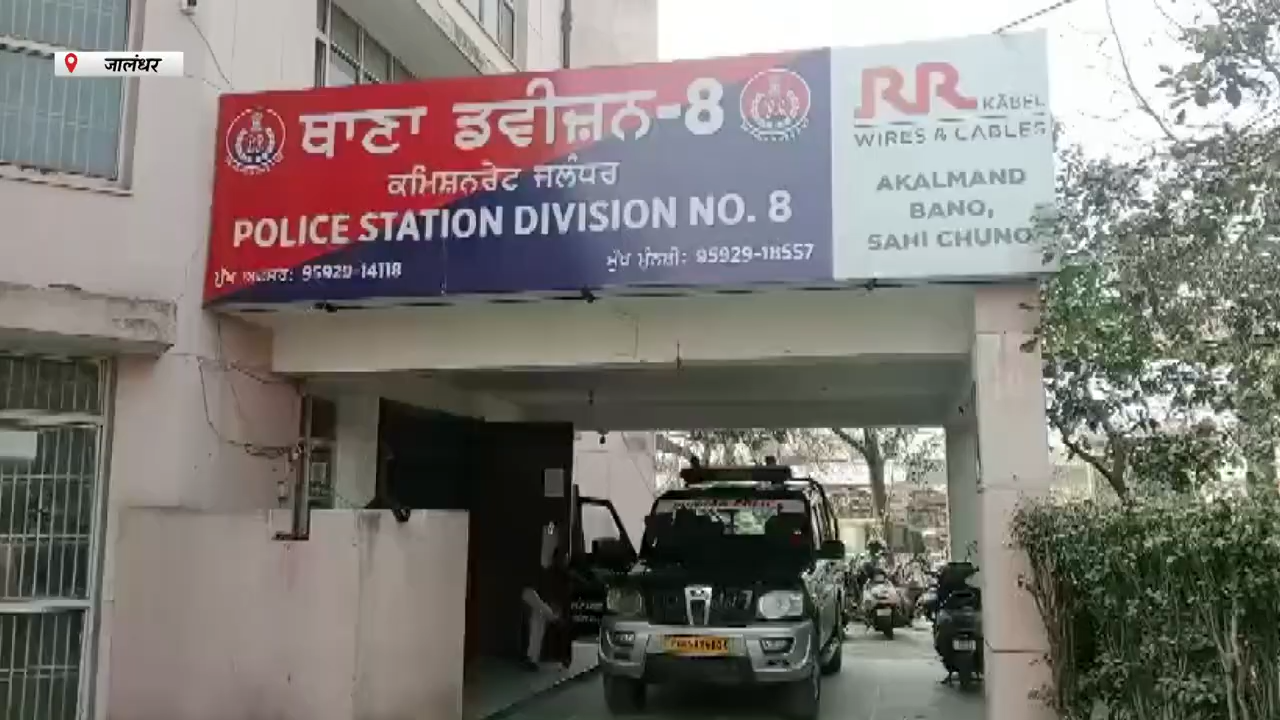 जालंधर
ਥਾਣਾ ਡਵੀਜ਼ਨ-8
ਕਮਿਸ਼ਨਰੇਟ ਜਲੰਧਰ
POLICE STATION DIVISION NO. 8
ਮੁੱਖ ਅਫਸਰ: 95929-14118
ਮੁੱਖ ਮੁੰਨਸ਼ੀ: 95929-18557
RR KABEL
WIRES & CABLES
AKALMAND
BANO,
SAHI CHUNO